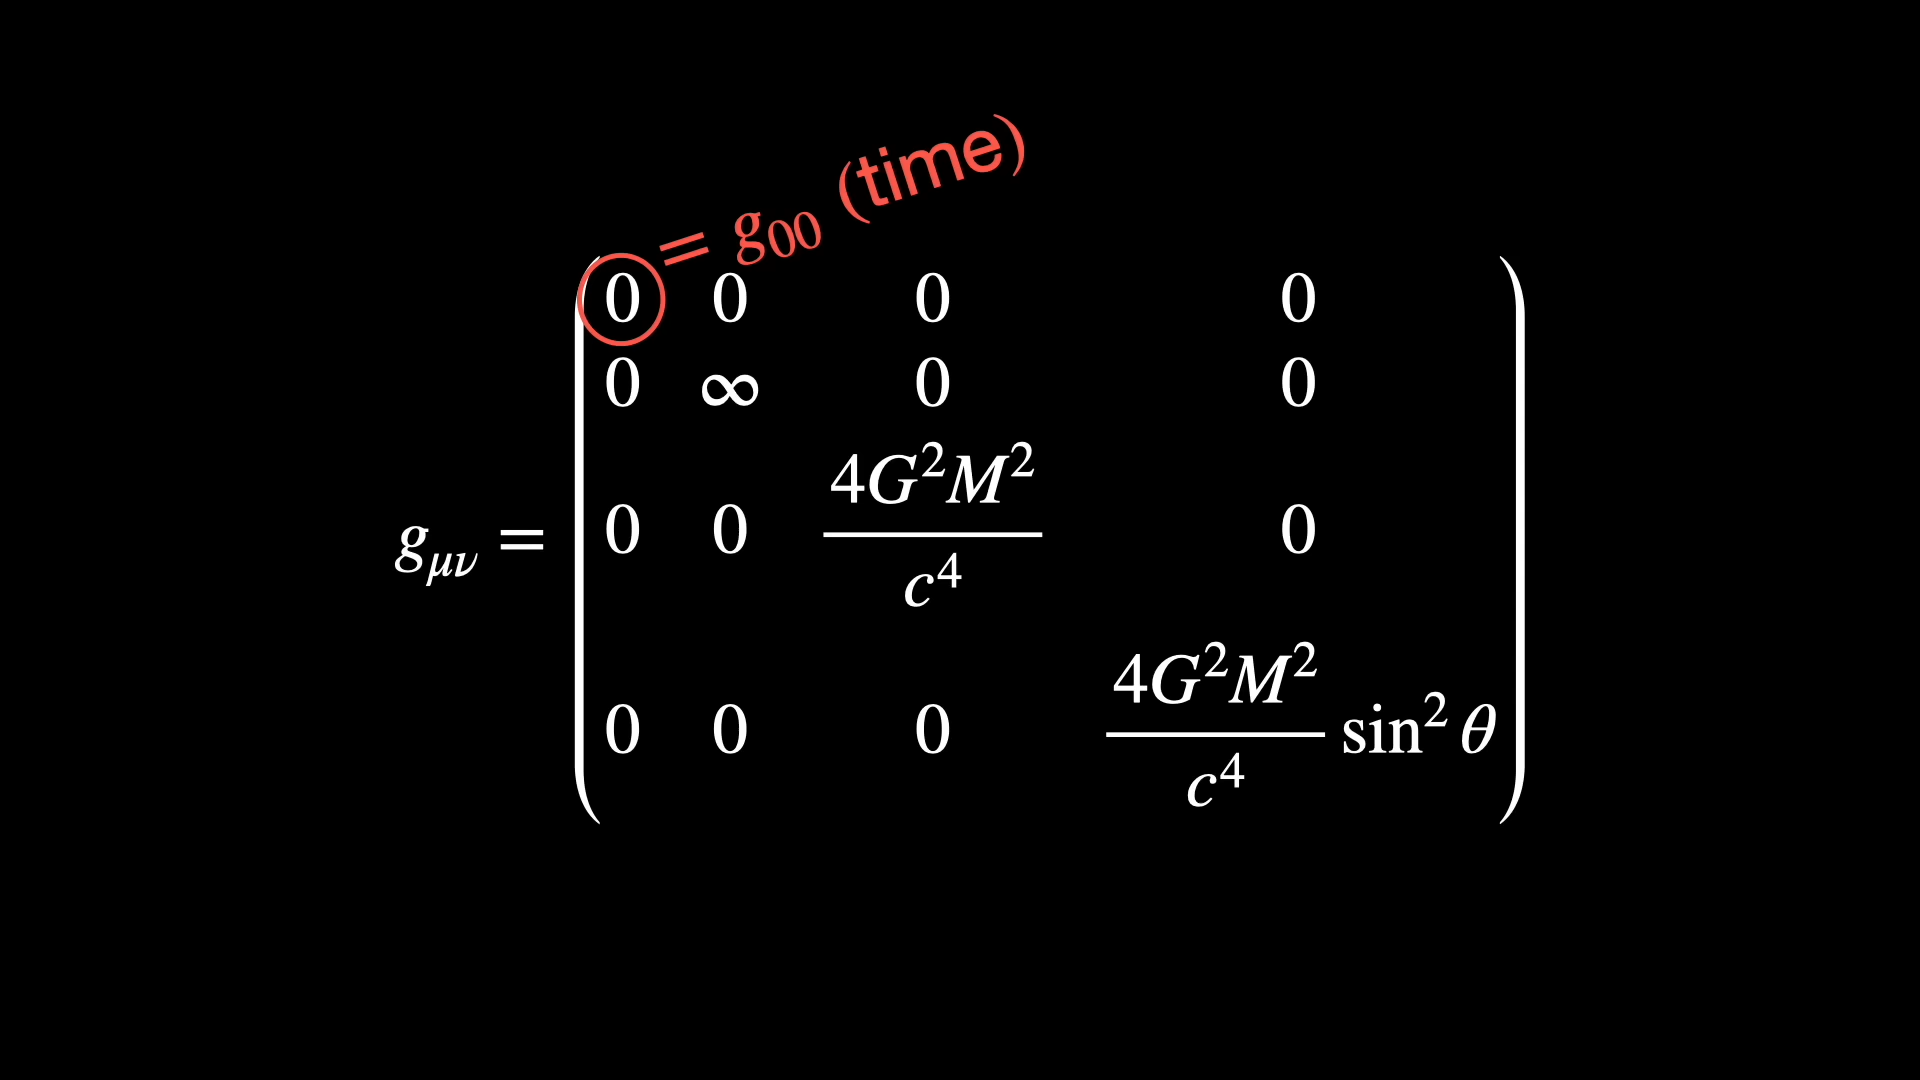 = g₀₀ (time)
0 0 0 0
0 ∞ 0 0
gμν = 0 0 4G²M²/c⁴ 0
0 0 0 4G²M²/c⁴ sin² θ